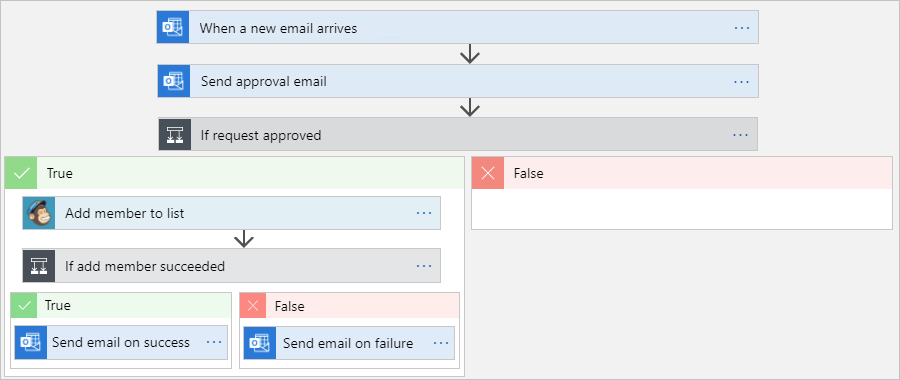 When a new email arrives
Send approval email
If request approved
True
False
Add member to list
If add member succeeded
True
False
Send email on success
Send email on failure